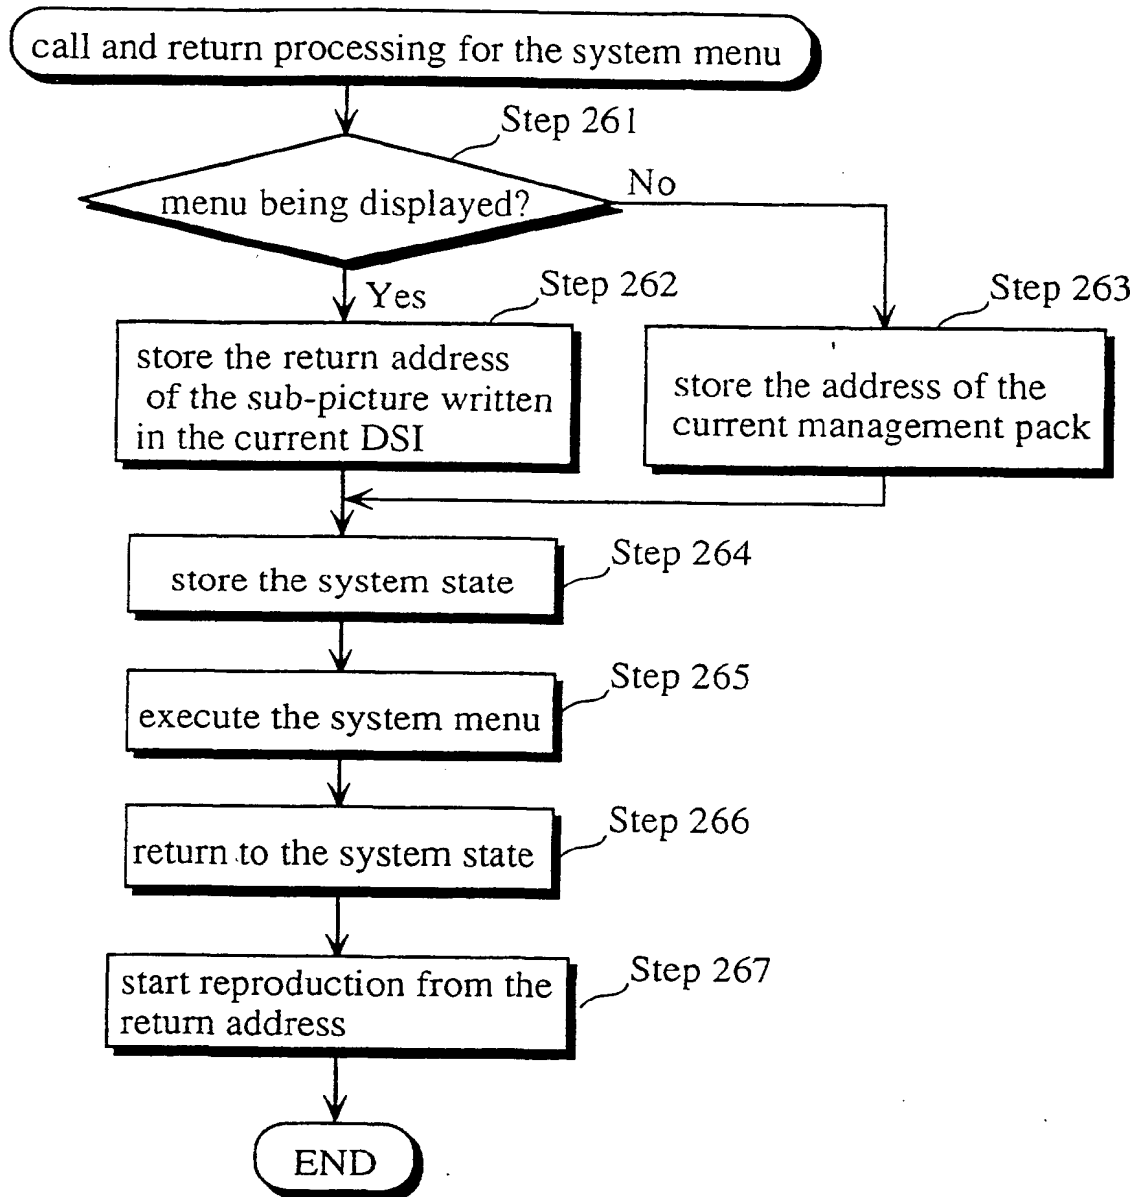 call and return processing for the system menu
Step 261
menu being displayed?
No
Yes
Step 262
store the return address
of the sub-picture written
in the current DSI
Step 263
store the address of the
current management pack
Step 264
store the system state
Step 265
execute the system menu
Step 266
return to the system state
Step 267
start reproduction from the
return address
END